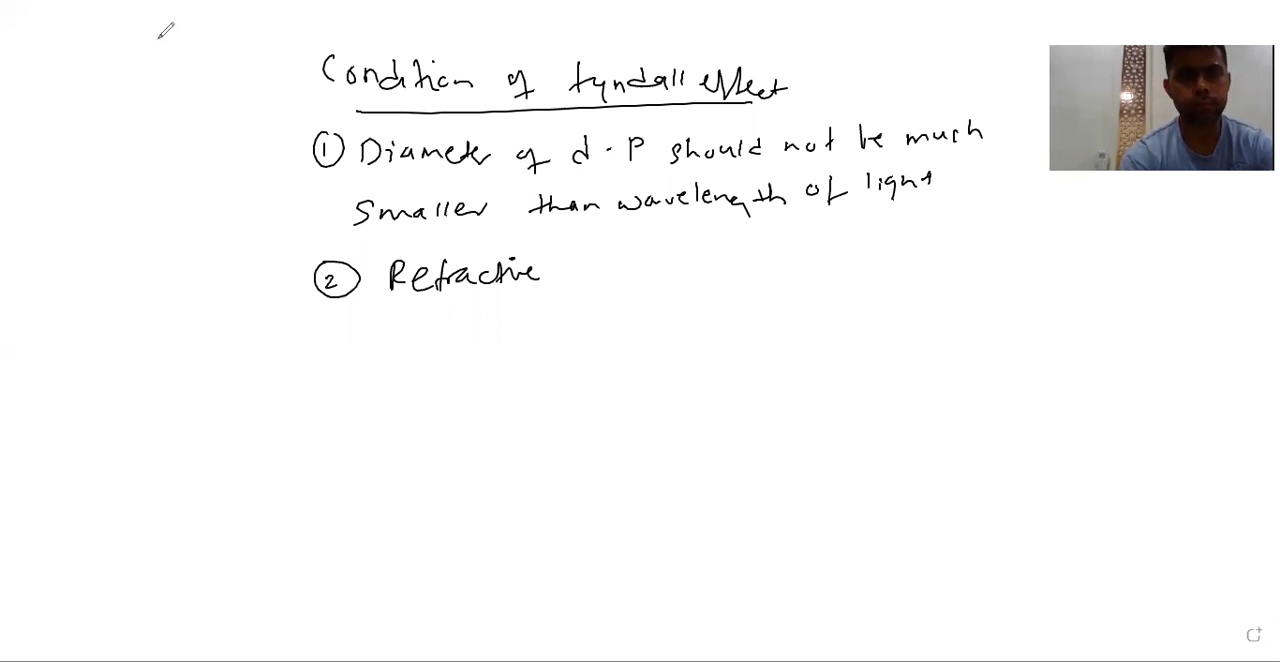 Condition of tyndall effect
① Diameter of d.P should not be much
smaller than wavelength of light
② Refractive